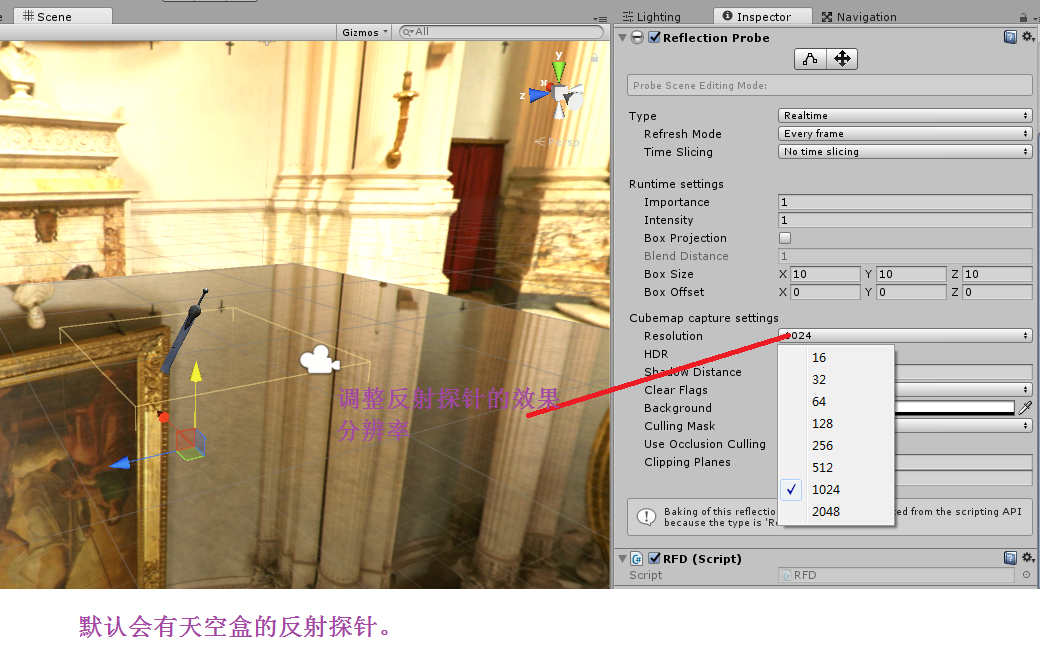 Scene
Lighting
Inspector
Navigation
Gizmos
All
Reflection Probe
Probe Scene Editing Mode:
y
x
z
Persp
Type Realtime
Refresh Mode Every frame
Time Slicing No time slicing
Runtime settings
Importance 1
Intensity 1
Box Projection
Blend Distance 1
Box Size X 10 Y 10 Z 10
Box Offset X 0 Y 0 Z 0
Cubemap capture settings
Resolution 1024
HDR
Shadow Distance
Clear Flags
Background
Culling Mask
Use Occlusion Culling
Clipping Planes
16
32
64
128
256
512
1024
2048
调整反射探针的效果
分辨率
Baking of this reflectio ed from the scripting API
because the type is 'Re
RFD (Script)
Script RFD
默认会有天空盒的反射探针。